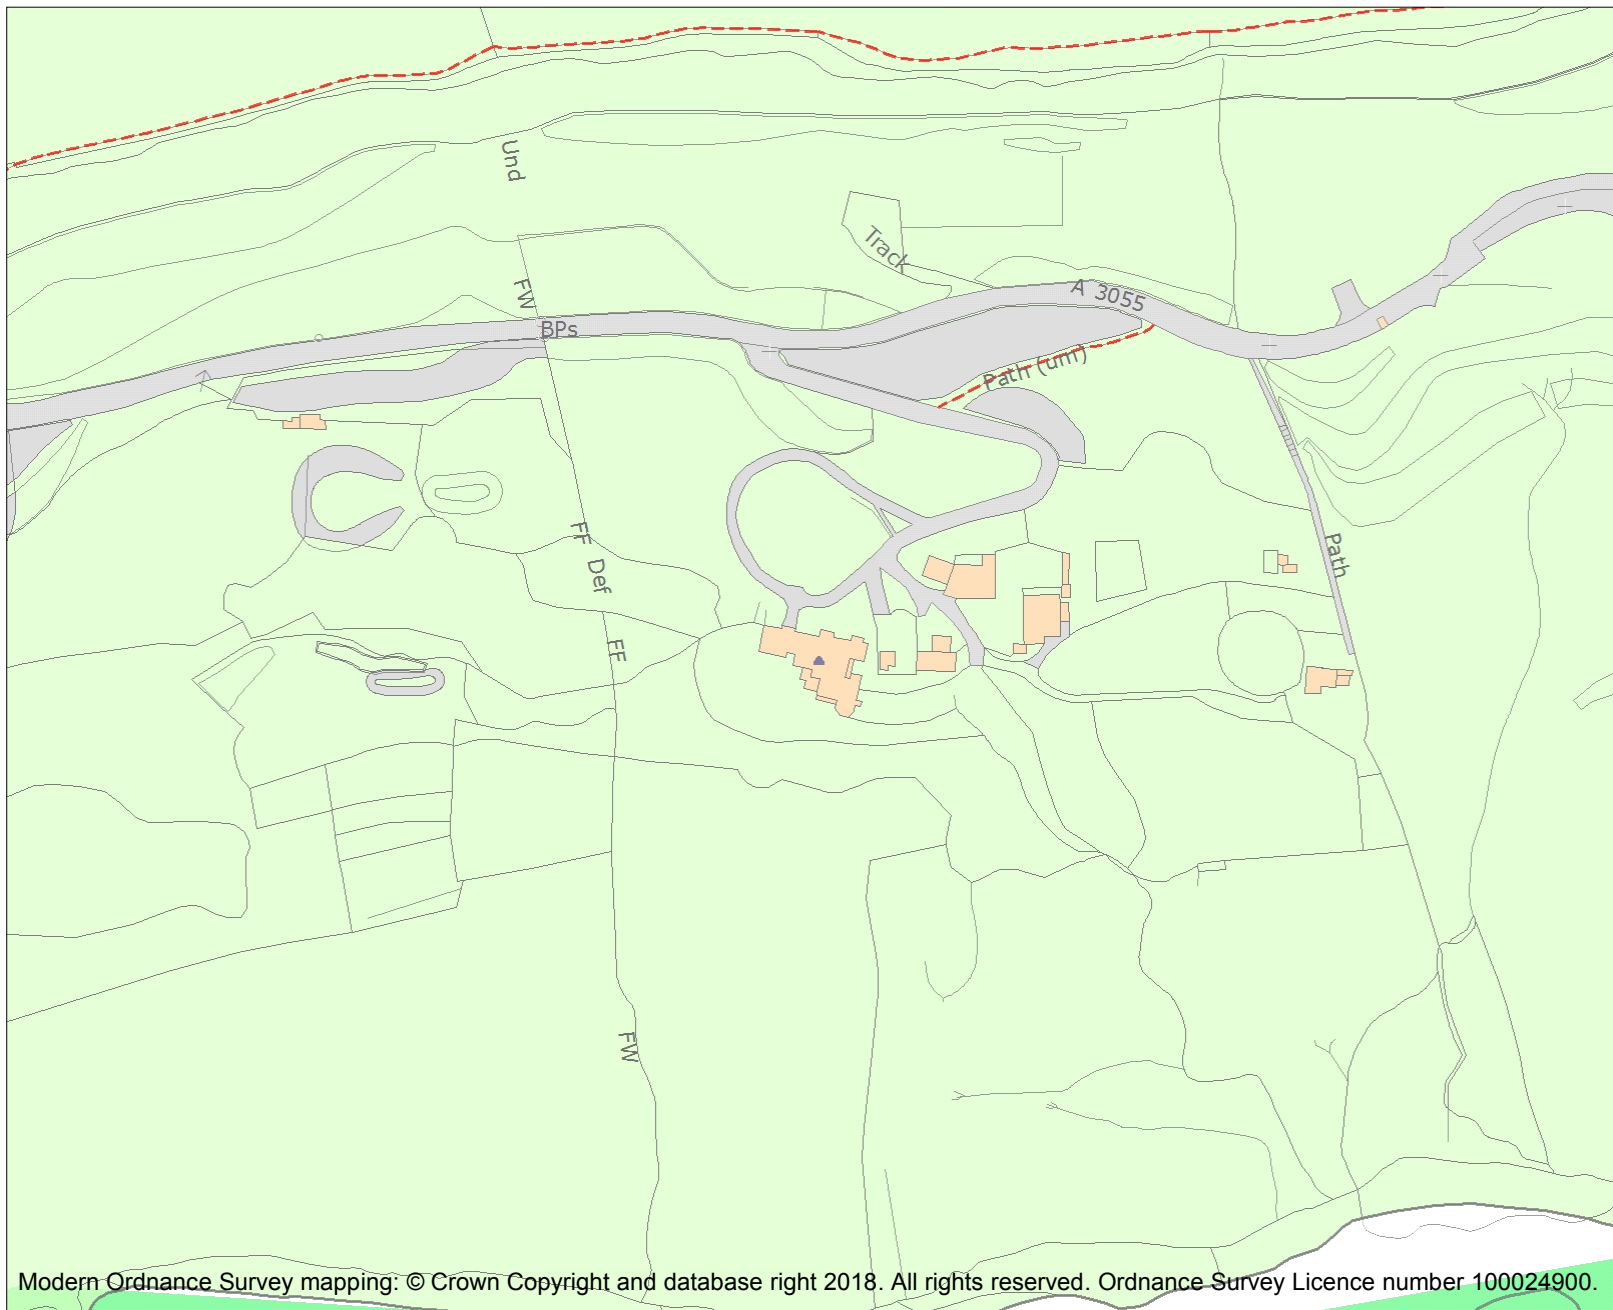 Und
Track
FW
A 3055
BPs
Path (um)
FF
Path
Def
FF
FW
Modern Ordnance Survey mapping: © Crown Copyright and database right 2018. All rights reserved. Ordnance Survey Licence number 100024900.